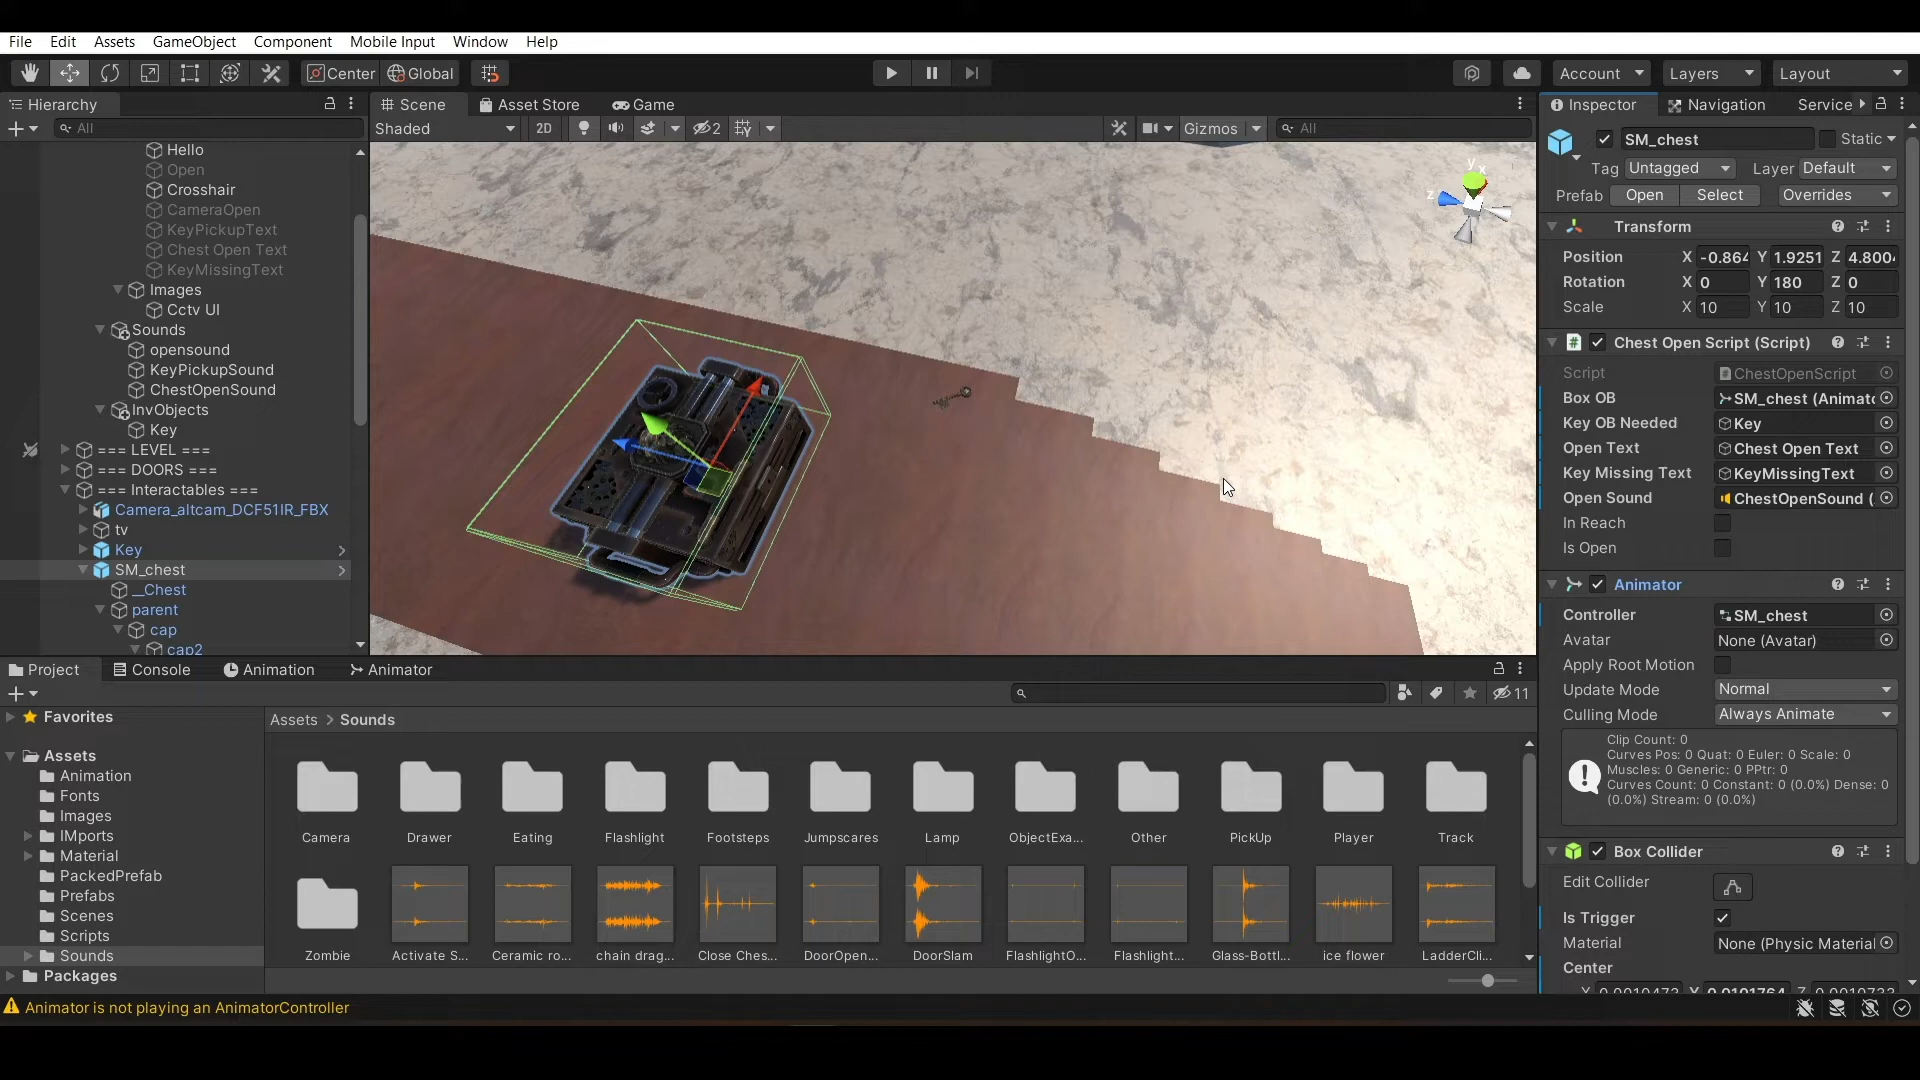 File Edit Assets GameObject Component Mobile Input Window Help
Center Global Account Layers Layout
Hierarchy
All
Hello
Open
Crosshair
CameraOpen
KeyPickupText
Chest Open Text
KeyMissingText
Images
Cctv UI
Sounds
opensound
KeyPickupSound
ChestOpenSound
InvObjects
Key
=== LEVEL ===
=== DOORS ===
=== Interactables ===
Camera_altcam_DCF51IR_FBX
tv
Key
SM_chest
__Chest
parent
cap
cap2
Scene Asset Store Game
Shaded 2D 2 Gizmos All
y
x
z
Inspector Navigation Service
SM_chest Static
Tag Untagged Layer Default
Prefab Open Select Overrides
Transform
Position X -0.864 Y 1.9251 Z 4.8004
Rotation X 0 Y 180 Z 0
Scale X 10 Y 10 Z 10
Chest Open Script (Script)
Script ChestOpenScript
Box OB SM_chest (Animato
Key OB Needed Key
Open Text Chest Open Text
Key Missing Text KeyMissingText
Open Sound ChestOpenSound (
In Reach
Is Open
Animator
Controller SM_chest
Avatar None (Avatar)
Apply Root Motion
Update Mode Normal
Culling Mode Always Animate
Clip Count: 0
Curves Pos: 0 Quat: 0 Euler: 0 Scale: 0
Muscles: 0 Generic: 0 PPtr: 0
Curves Count: 0 Constant: 0 (0.0%) Dense: 0
(0.0%) Stream: 0 (0.0%)
Box Collider
Edit Collider
Is Trigger
Material None (Physic Material
Center
Project Console Animation Animator
11
Favorites
Assets
Animation
Fonts
Images
IMports
Material
PackedPrefab
Prefabs
Scenes
Scripts
Sounds
Packages
Assets > Sounds
Camera Drawer Eating Flashlight Footsteps Jumpscares Lamp ObjectExa... Other PickUp Player Track
Zombie Activate S... Ceramic ro... chain drag... Close Ches... DoorOpen... DoorSlam FlashlightO... Flashlight... Glass-Bottl... ice flower LadderCli...
Animator is not playing an AnimatorController